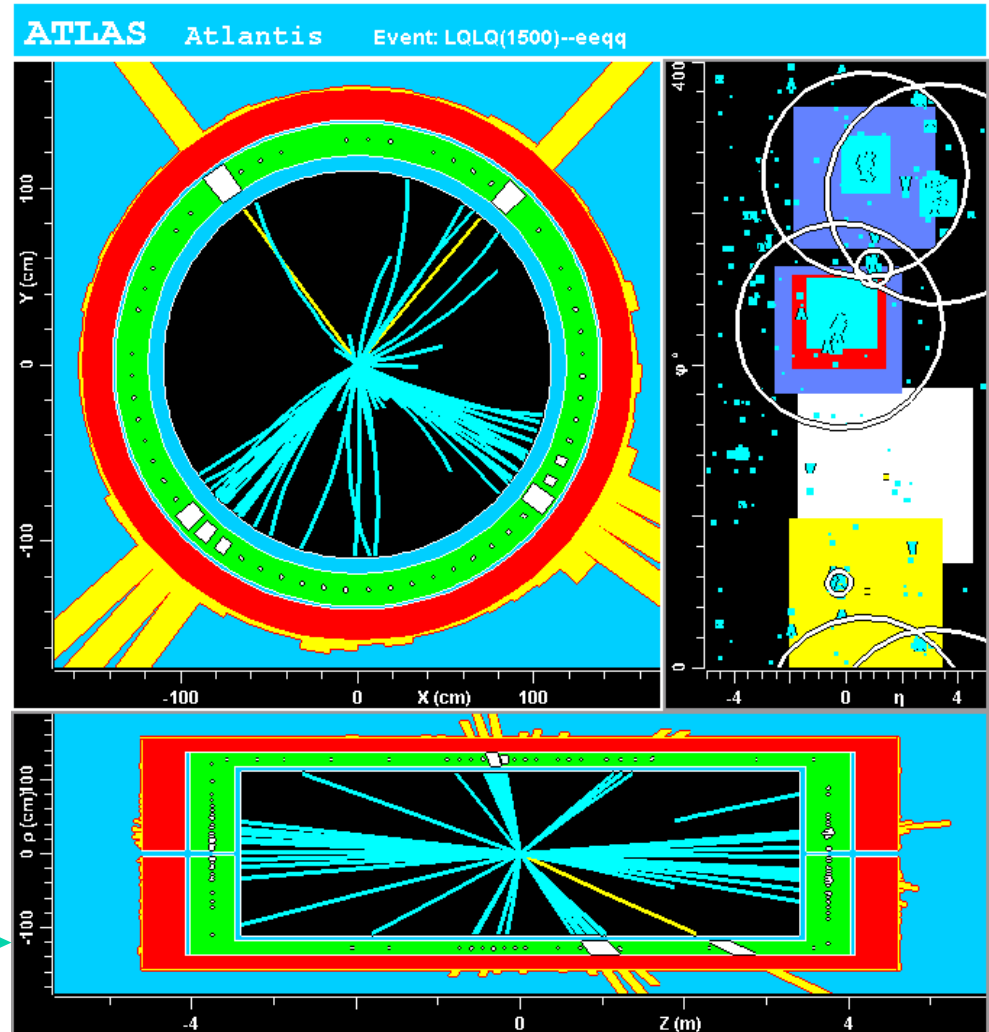 ATLAS Atlantis Event: LQLQ(1500)--eeqq
100
0
-100
Y (cm)
-100 0 X (cm) 100
400
φ°
0
-4 0 η 4
100
0 ρ (cm)
-100
-4 0 Z (m) 4